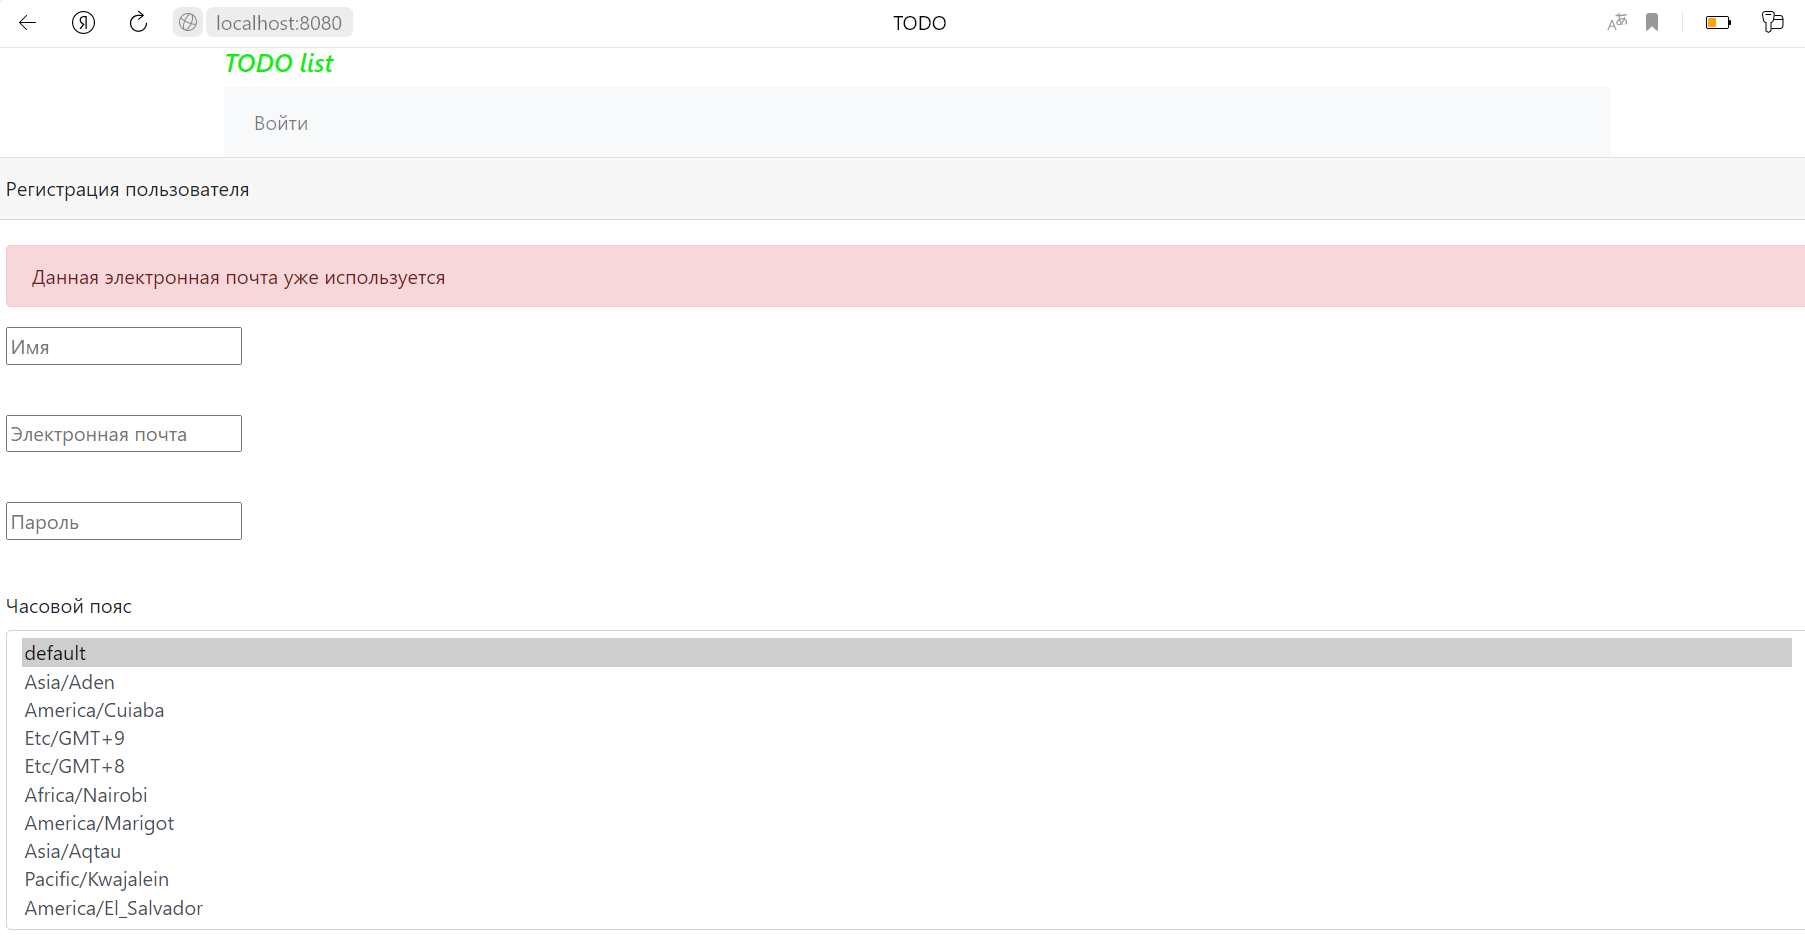 localhost:8080
TODO
TODO list
Войти
Регистрация пользователя
Данная электронная почта уже используется
Имя
Электронная почта
Пароль
Часовой пояс
default
Asia/Aden
America/Cuiaba
Etc/GMT+9
Etc/GMT+8
Africa/Nairobi
America/Marigot
Asia/Aqtau
Pacific/Kwajalein
America/El_Salvador